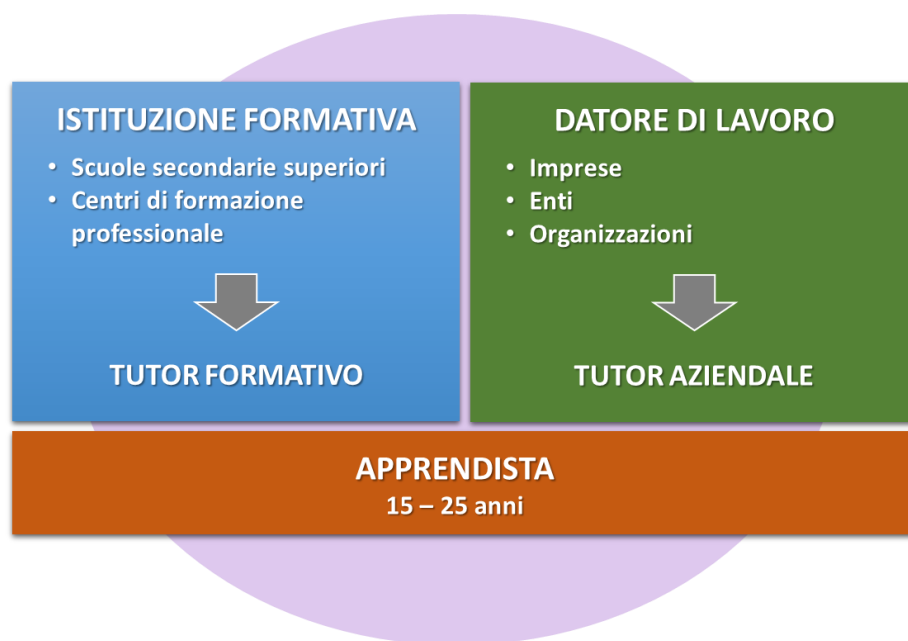 ISTITUZIONE FORMATIVA
• Scuole secondarie superiori
• Centri di formazione
professionale
TUTOR FORMATIVO
DATORE DI LAVORO
• Imprese
• Enti
• Organizzazioni
TUTOR AZIENDALE
APPRENDISTA
15 – 25 anni